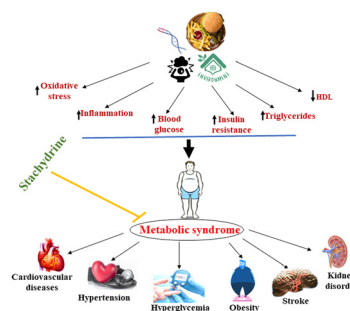 ENVIRONMENT
Oxidative
stress
HDL
Inflammation
Blood
glucose
Insulin
resistance
Triglycerides
Stachydrine
Metabolic syndrome
Cardiovascular
diseases
Hypertension
Hyperglycemia
Obesity
Stroke
Kidne
disord